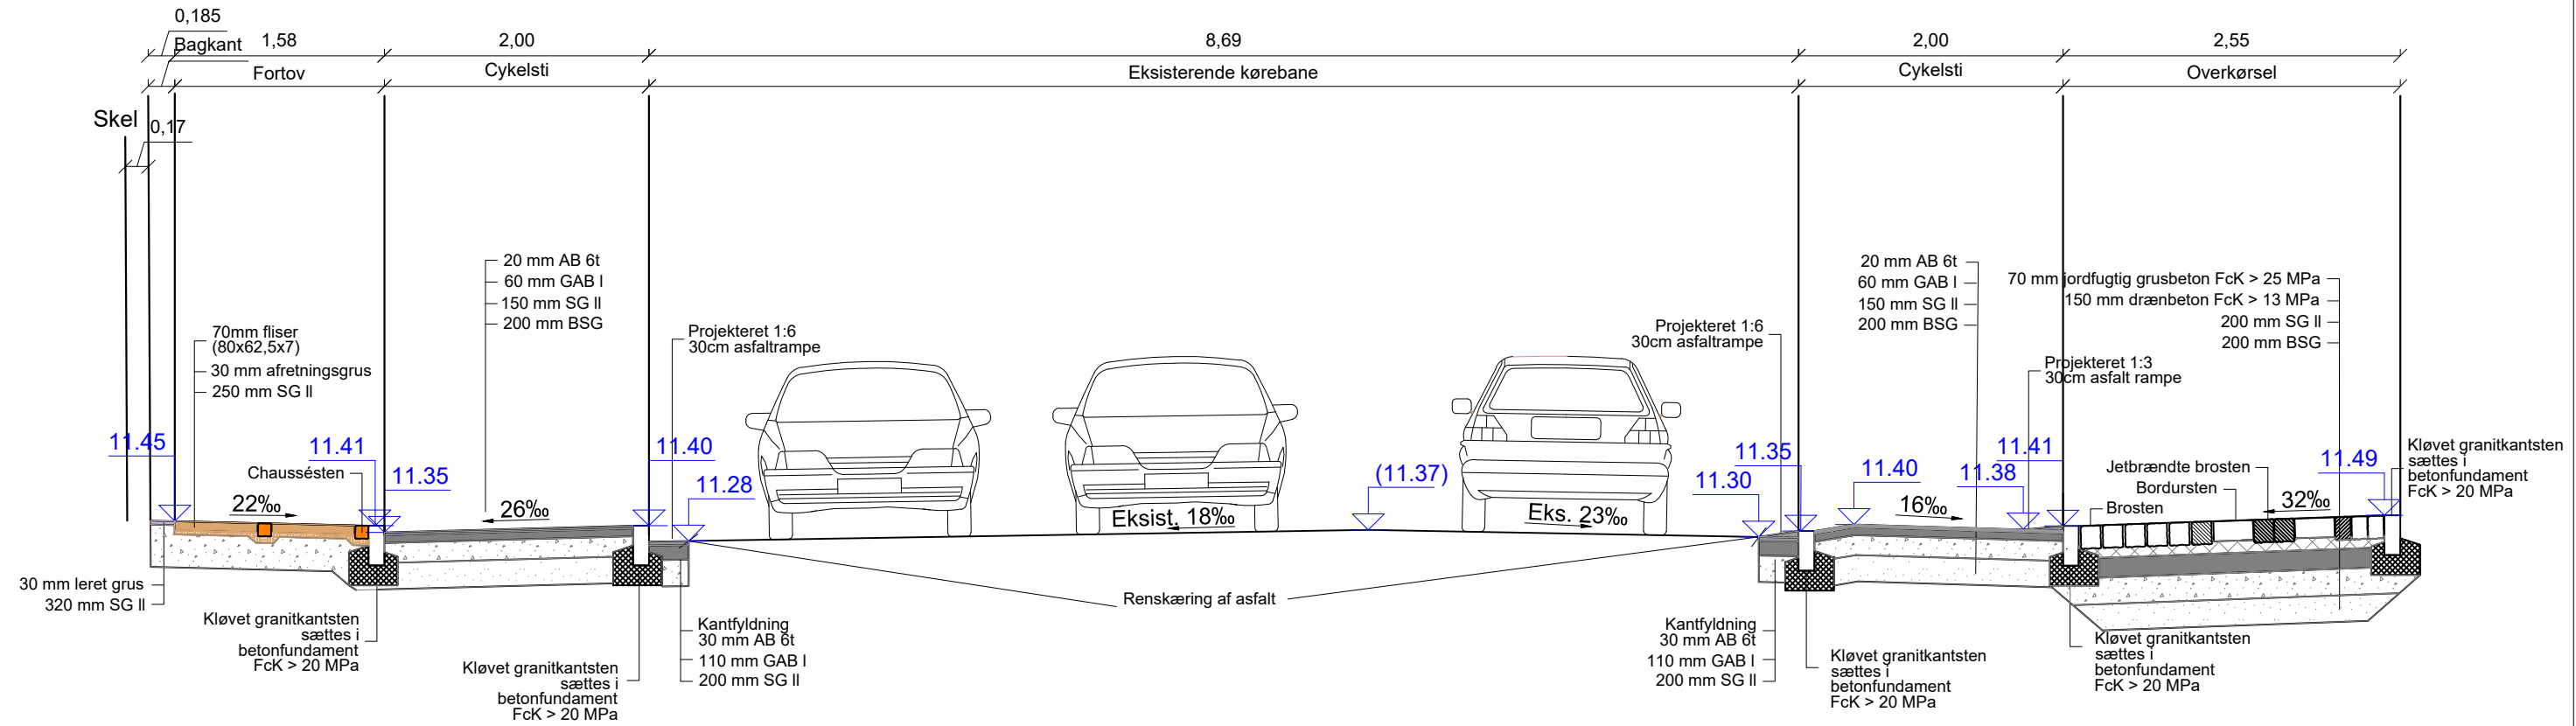 0,185
1,58
2,00
8,69
2,00
2,55
Bagkant
Fortov
Cykelsti
Eksisterende kørebane
Cykelsti
Overkørsel
Skel
0,17
20 mm AB 6t
60 mm GAB I
150 mm SG ll
200 mm BSG
20 mm AB 6t
60 mm GAB I
150 mm SG ll
200 mm BSG
70 mm jordfugtig grusbeton FcK > 25 MPa
150 mm drænbeton FcK > 13 MPa
200 mm SG ll
200 mm BSG
70mm fliser
(80x62,5x7)
30 mm afretningsgrus
250 mm SG ll
Projekteret 1:6
30cm asfaltrampe
Projekteret 1:6
30cm asfaltrampe
Projekteret 1:3
30cm asfalt rampe
11.45
11.41
Chaussésten
11.35
11.40
11.28
(11.37)
11.35
11.30
11.40
11.38
11.41
Jetbrændte brosten
Bordursten
Brosten
11.49
Kløvet granitkantsten
sættes i
betonfundament
FcK > 20 MPa
22‰
26‰
Eksist. 18‰
Eks. 23‰
16‰
32‰
30 mm leret grus
320 mm SG ll
Kløvet granitkantsten
sættes i
betonfundament
FcK > 20 MPa
Kløvet granitkantsten
sættes i
betonfundament
FcK > 20 MPa
Kantfyldning
30 mm AB 6t
110 mm GAB I
200 mm SG ll
Renskæring af asfalt
Kantfyldning
30 mm AB 6t
110 mm GAB I
200 mm SG ll
Kløvet granitkantsten
sættes i
betonfundament
FcK > 20 MPa
Kløvet granitkantsten
sættes i
betonfundament
FcK > 20 MPa